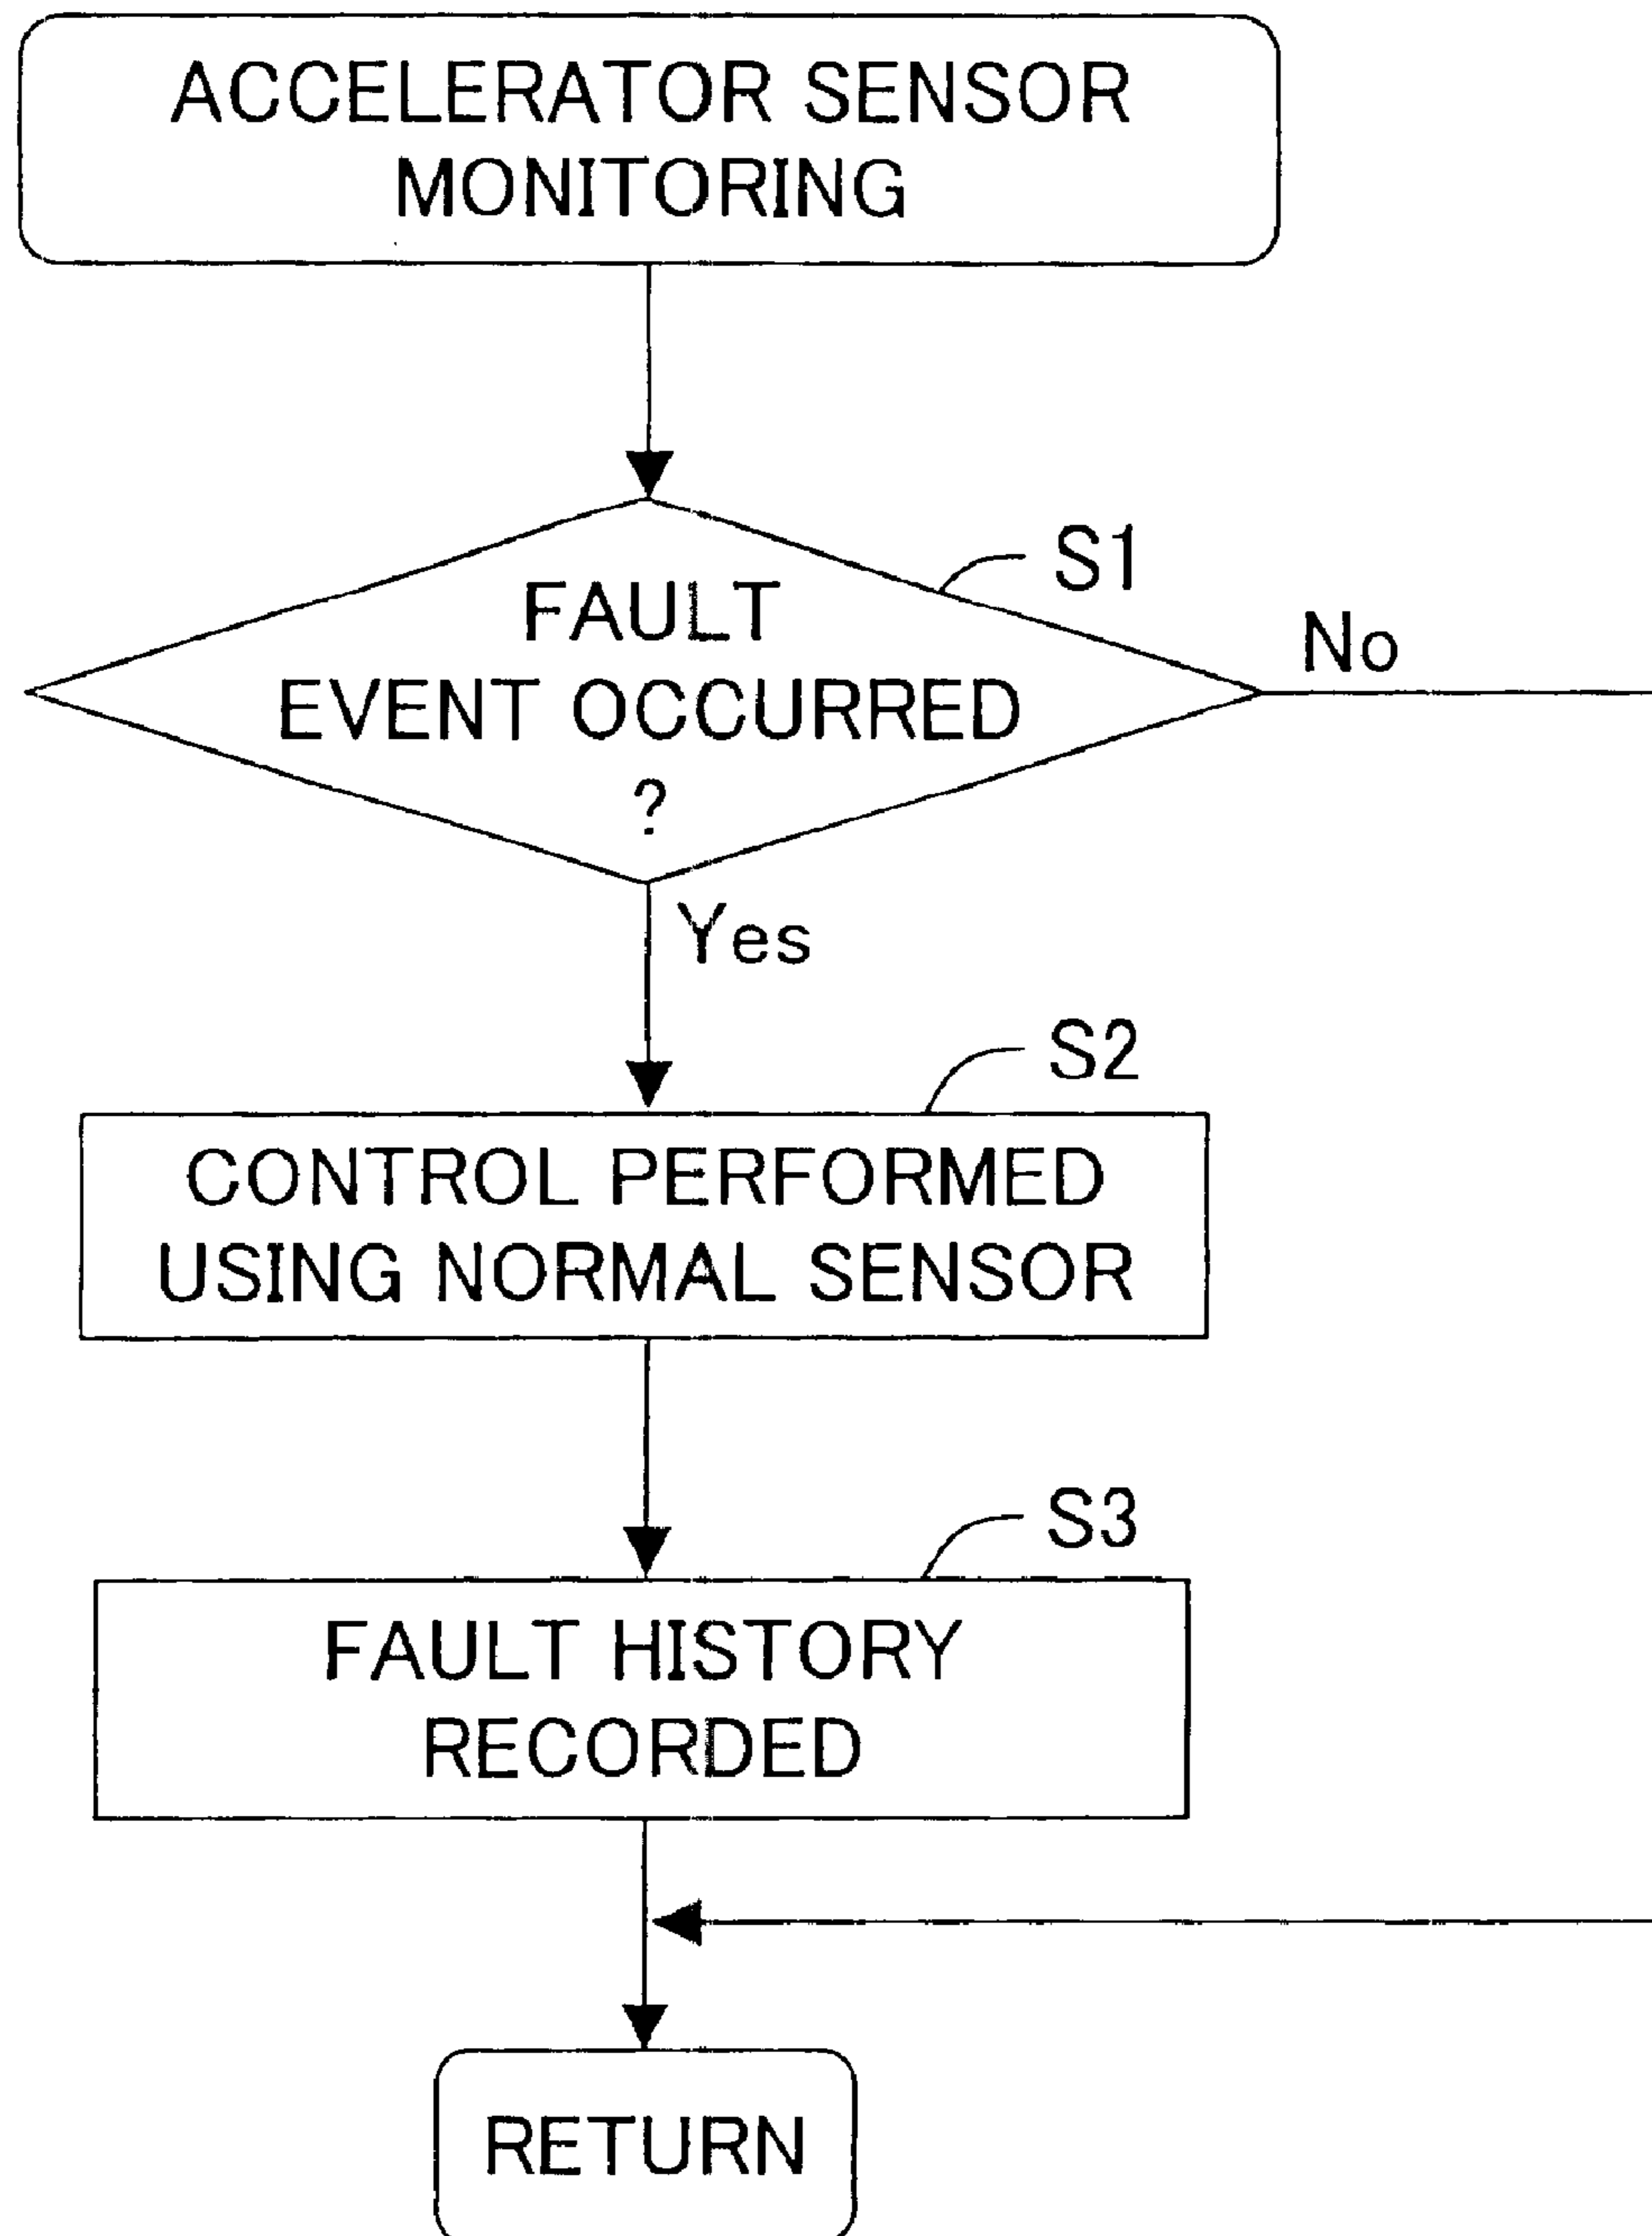 ACCELERATOR SENSOR
MONITORING
S1
FAULT
EVENT OCCURRED
?
No
Yes
S2
CONTROL PERFORMED
USING NORMAL SENSOR
S3
FAULT HISTORY
RECORDED
RETURN